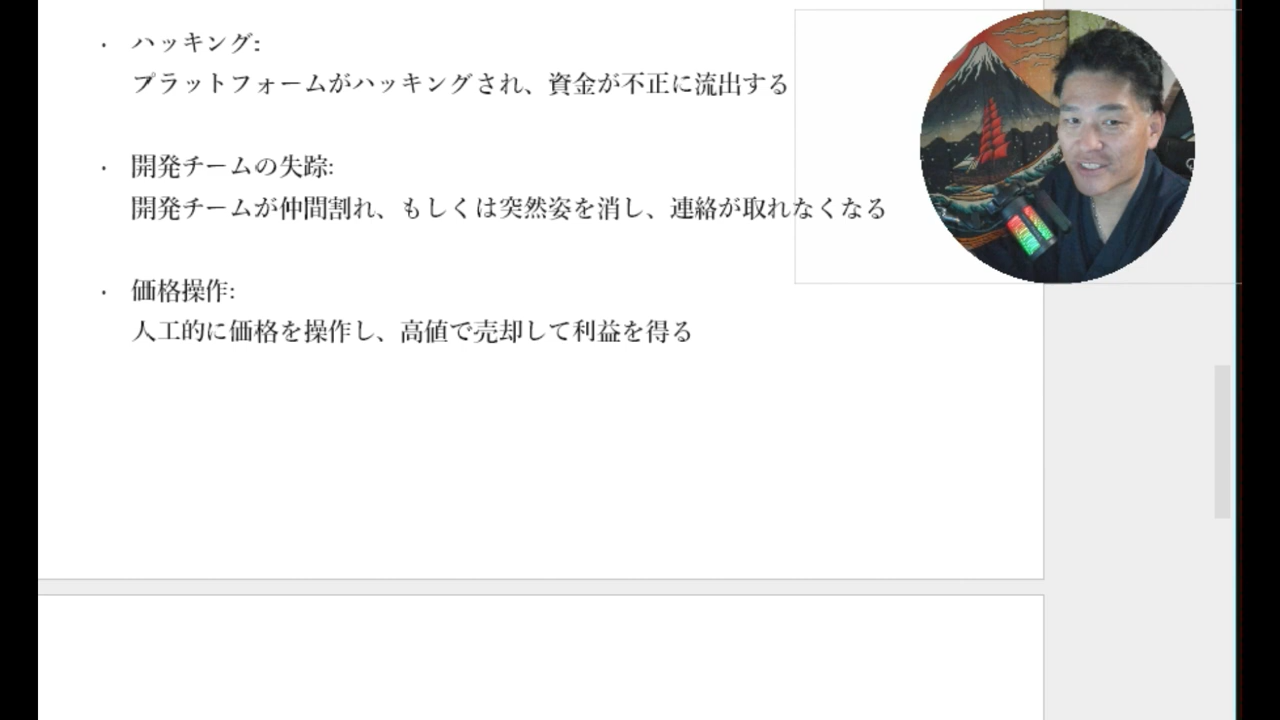 ・ ハッキング:
プラットフォームがハッキングされ、資金が不正に流出する
・ 開発チームの失踪:
開発チームが仲間割れ、もしくは突然姿を消し、連絡が取れなくなる
・ 価格操作:
人工的に価格を操作し、高値で売却して利益を得る